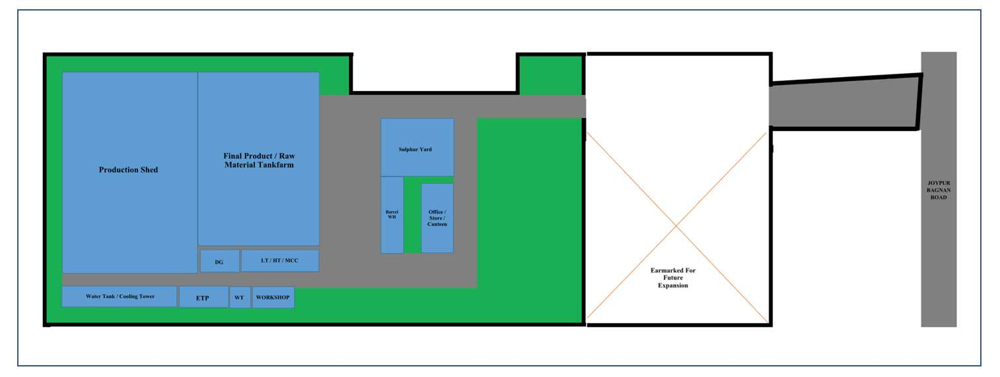 Production Shed
Final Product / Raw
Material Tankfarm
Sulphur Yard
Barrel
WH
Office /
Store /
Canteen
DG
LT / HT / MCC
Water Tank / Cooling Tower
ETP
WT
WORKSHOP
Earmarked For
Future
Expansion
JOYPUR
BAGNAN
ROAD